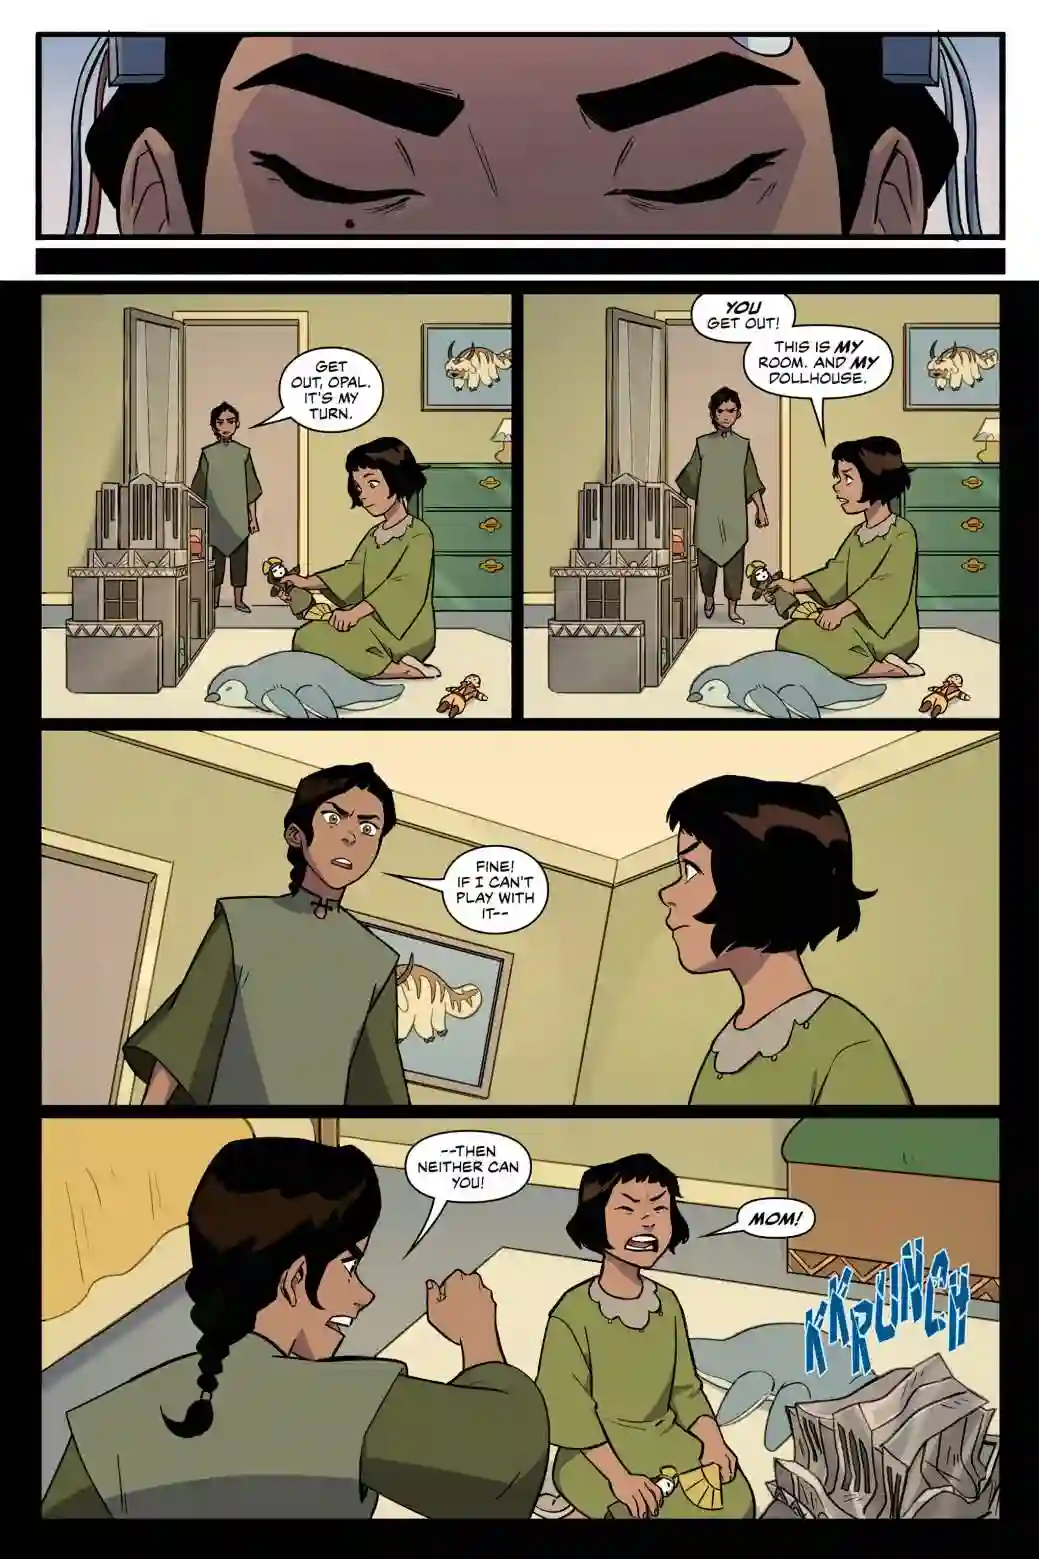 GET
OUT, OPAL.
IT'S MY
TURN.
YOU
GET OUT!
THIS IS MY
ROOM. AND MY
DOLLHOUSE.
FINE!
IF I CAN'T
PLAY WITH
IT--
--THEN
NEITHER CAN
YOU!
MOM!
KKRUNCH